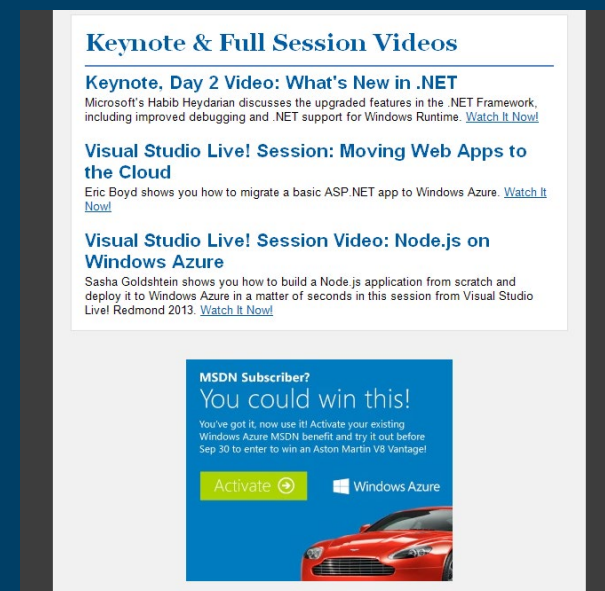 Keynote & Full Session Videos
Keynote, Day 2 Video: What's New in .NET
Microsoft's Habib Heydarian discusses the upgraded features in the .NET Framework,
including improved debugging and .NET support for Windows Runtime. Watch It Now!
Visual Studio Live! Session: Moving Web Apps to
the Cloud
Eric Boyd shows you how to migrate a basic ASP.NET app to Windows Azure. Watch It
Now!
Visual Studio Live! Session Video: Node.js on
Windows Azure
Sasha Goldshtein shows you how to build a Node.js application from scratch and
deploy it to Windows Azure in a matter of seconds in this session from Visual Studio
Live! Redmond 2013. Watch It Now!
MSDN Subscriber?
You could win this!
You've got it, now use it! Activate your existing
Windows Azure MSDN benefit and try it out before
Sep 30 to enter to win an Aston Martin V8 Vantage!
Activate
Windows Azure